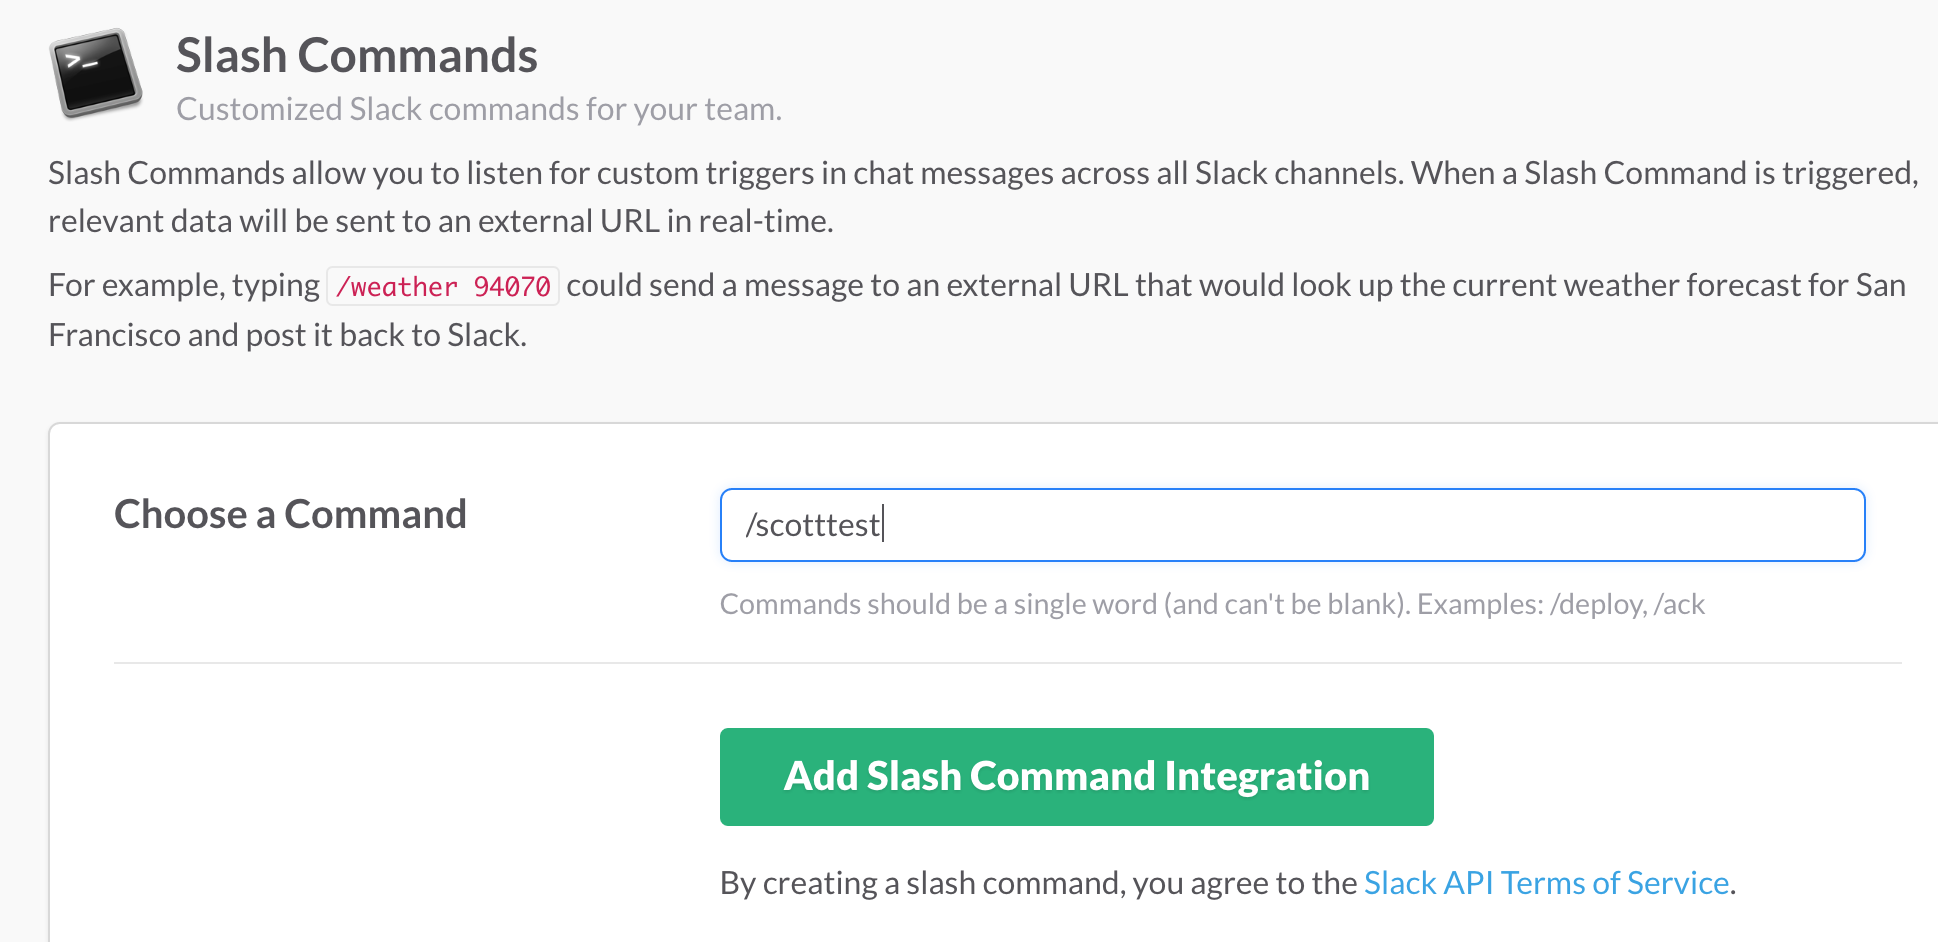 >_
Slash Commands
Customized Slack commands for your team.
Slash Commands allow you to listen for custom triggers in chat messages across all Slack channels. When a Slash Command is triggered,
relevant data will be sent to an external URL in real-time.
For example, typing /weather 94070 could send a message to an external URL that would look up the current weather forecast for San
Francisco and post it back to Slack.
Choose a Command
/scotttest
Commands should be a single word (and can't be blank). Examples: /deploy, /ack
Add Slash Command Integration
By creating a slash command, you agree to the Slack API Terms of Service.